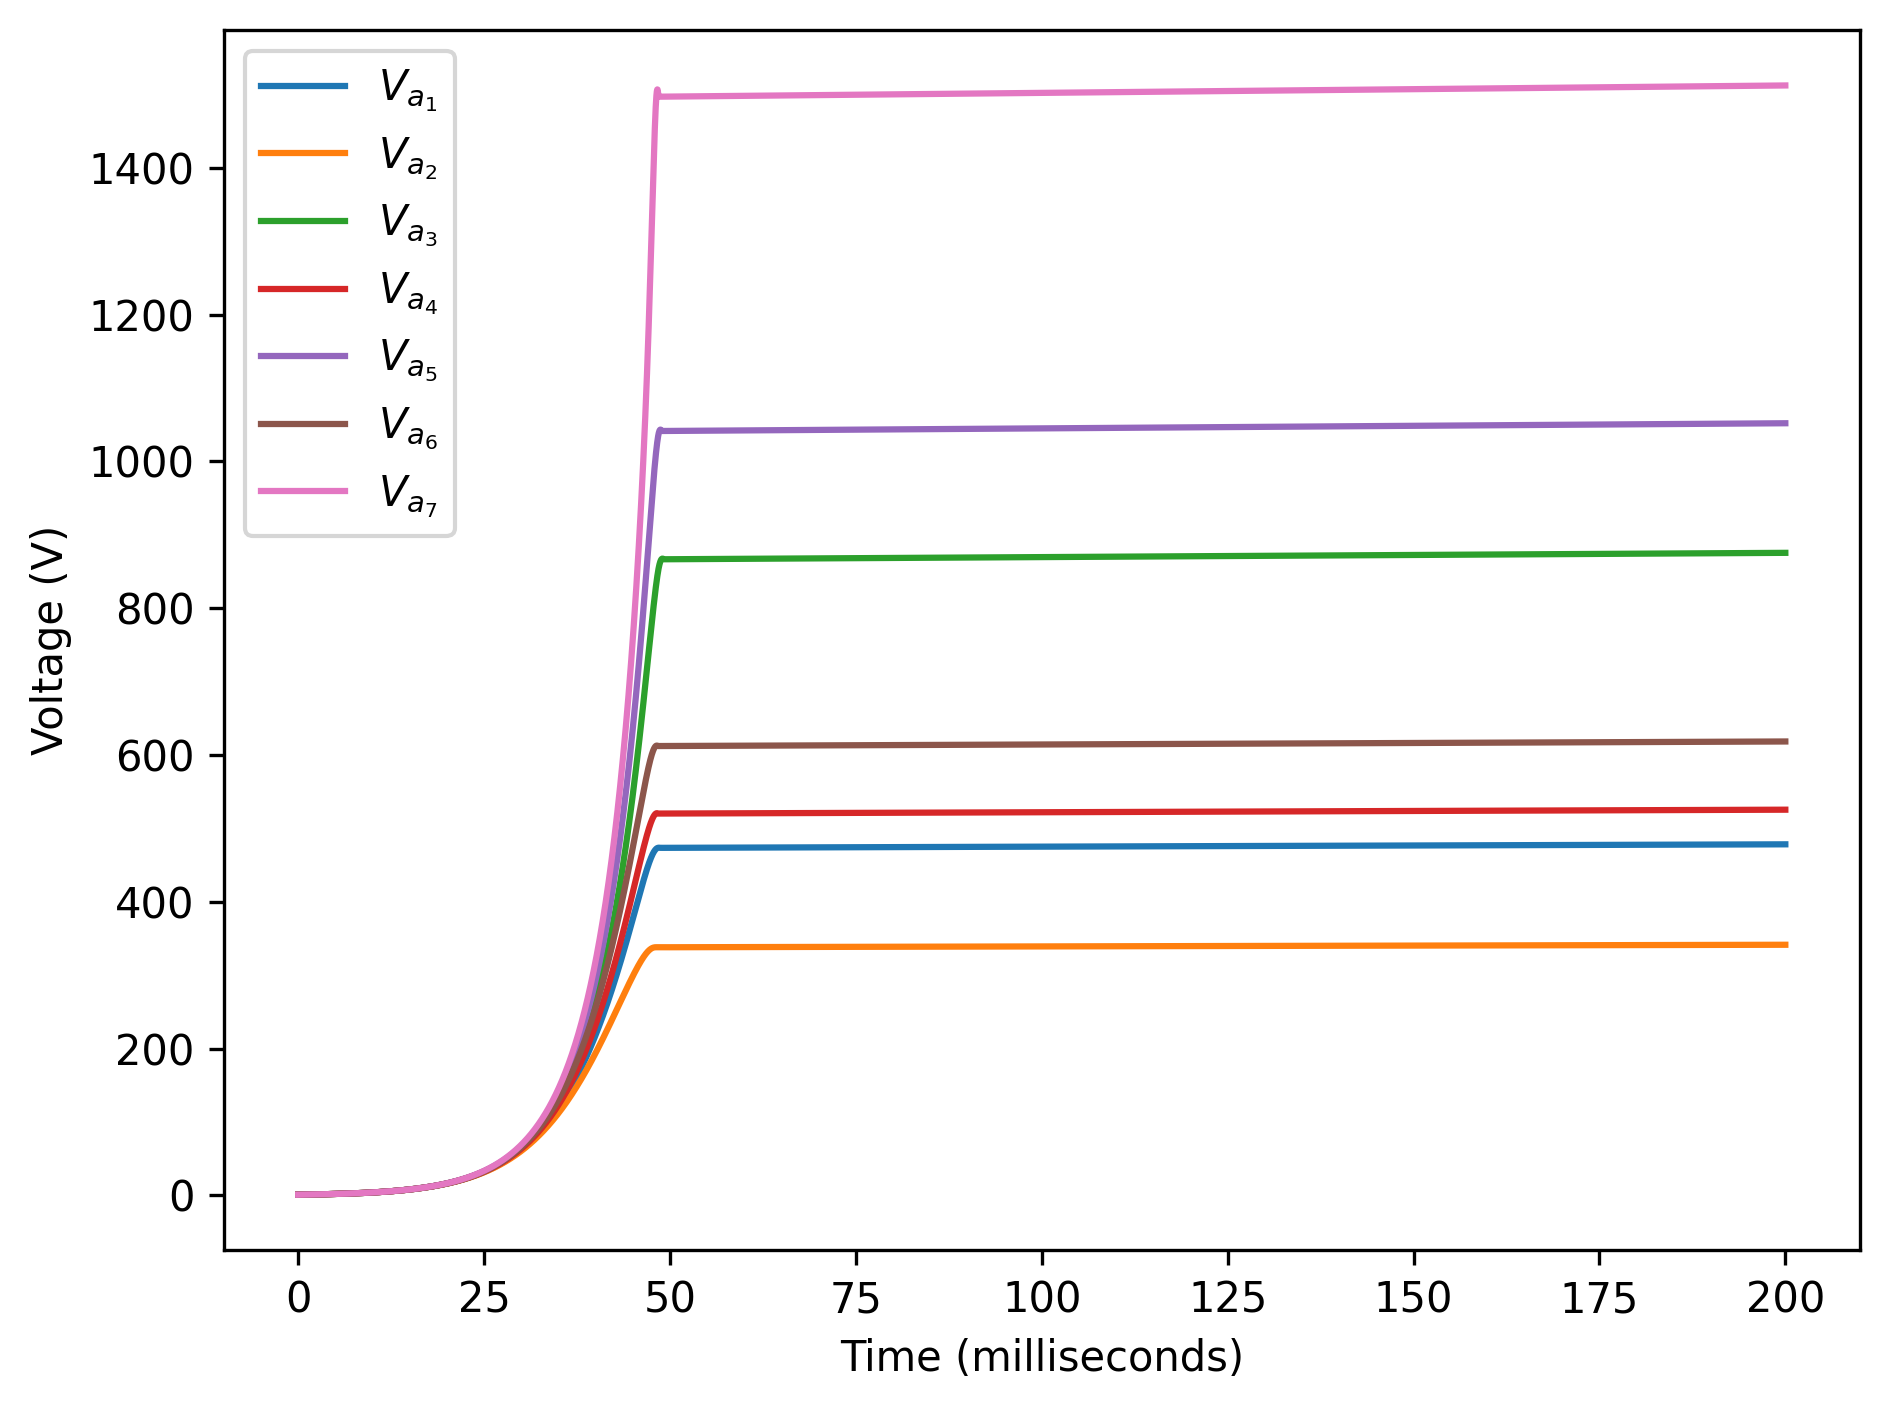 V_{a_1}
V_{a_2}
V_{a_3}
V_{a_4}
V_{a_5}
V_{a_6}
V_{a_7}
1400
1200
1000
800
600
400
200
0
Voltage (V)
0 25 50 75 100 125 150 175 200
Time (milliseconds)